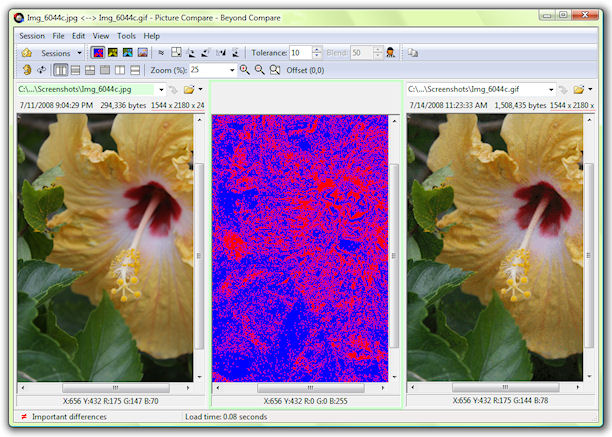 Img_6044c.jpg <--> Img_6044c.gif - Picture Compare - Beyond Compare
Session File Edit View Tools Help
Sessions Tolerance: 10 Blend: 50
Zoom (%): 25 Offset (0,0)
C:\...\Screenshots\Img_6044c.jpg C:\...\Screenshots\Img_6044c.gif
7/11/2008 9:04:29 PM 294,336 bytes 1544 x 2180 x 24 7/14/2008 11:23:33 AM 1,508,435 bytes 1544 x 2180 x
X:656 Y:432 R:175 G:147 B:70 X:656 Y:432 R:0 G:0 B:255 X:656 Y:432 R:175 G:144 B:78
≠ Important differences Load time: 0.08 seconds